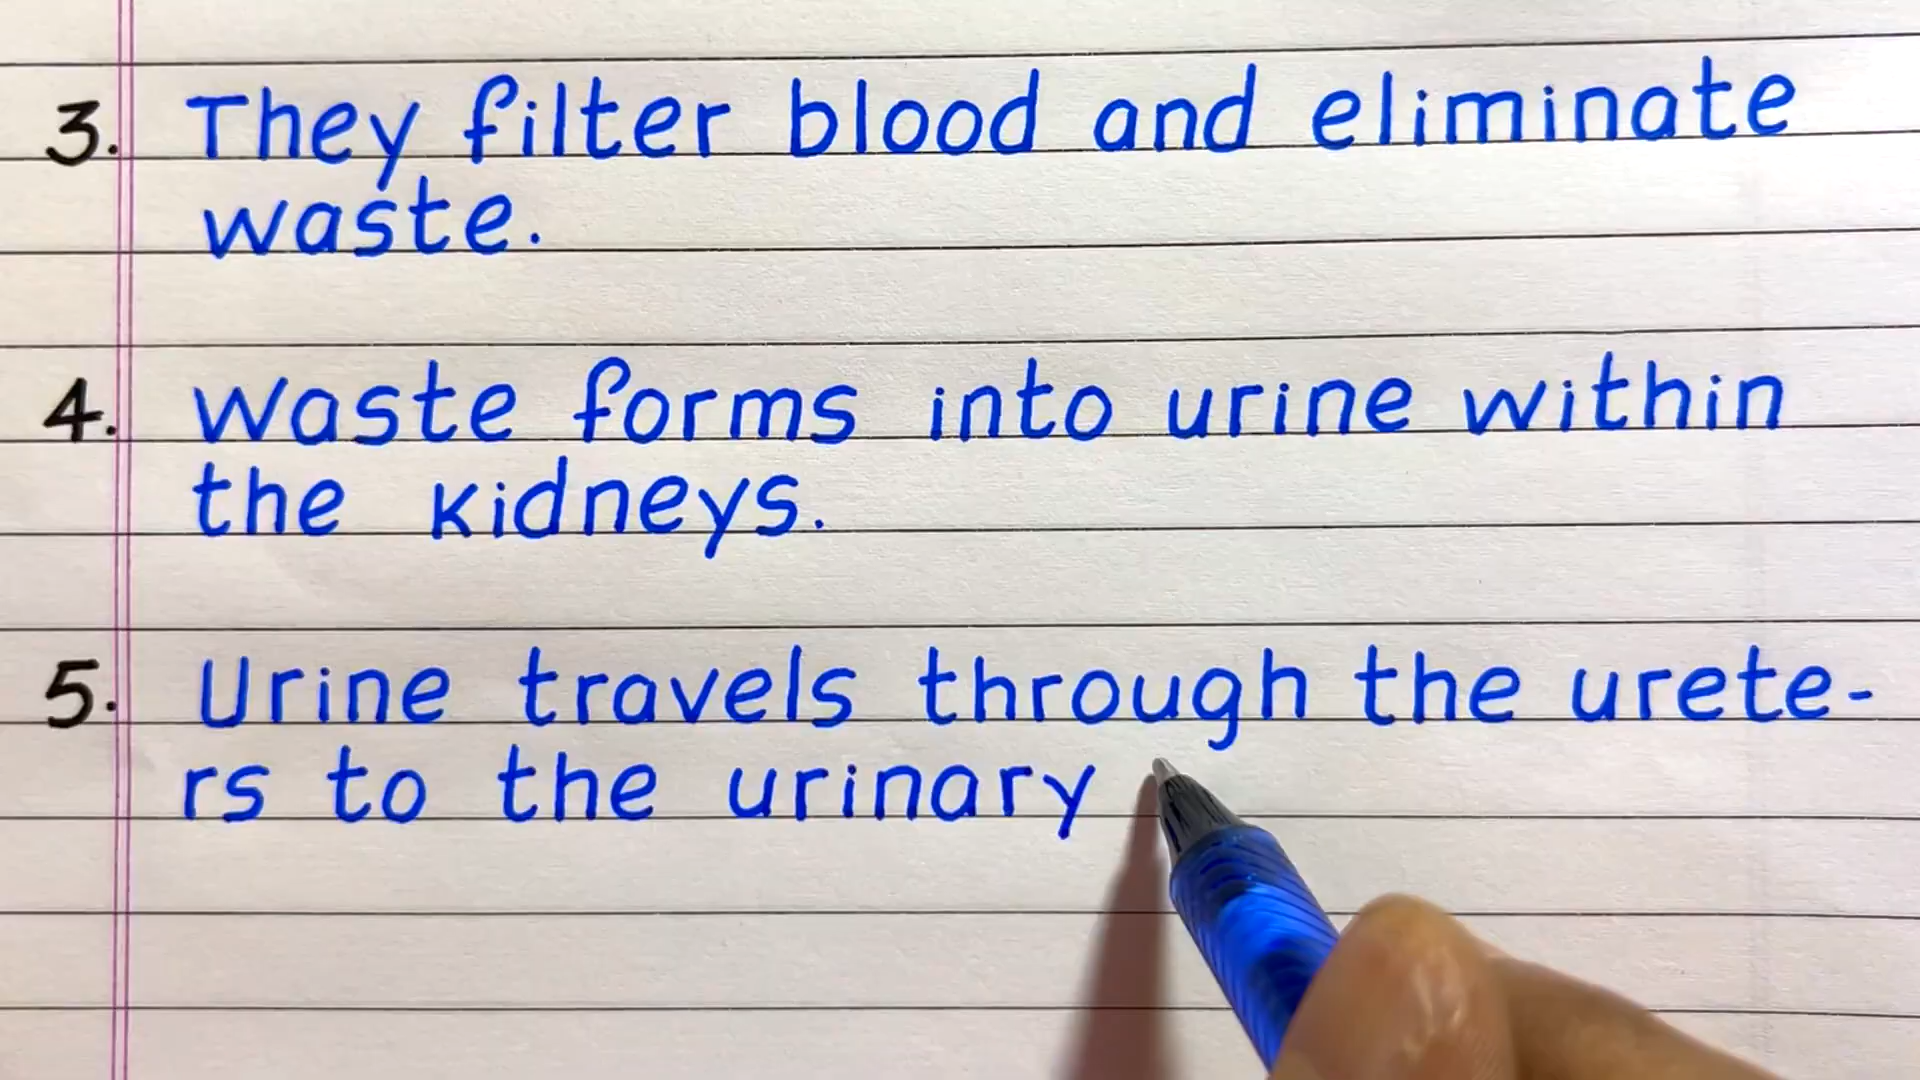 3. They filter blood and eliminate
waste.
4. Waste forms into urine within
the kidneys.
5. Urine travels through the urete-
rs to the urinary